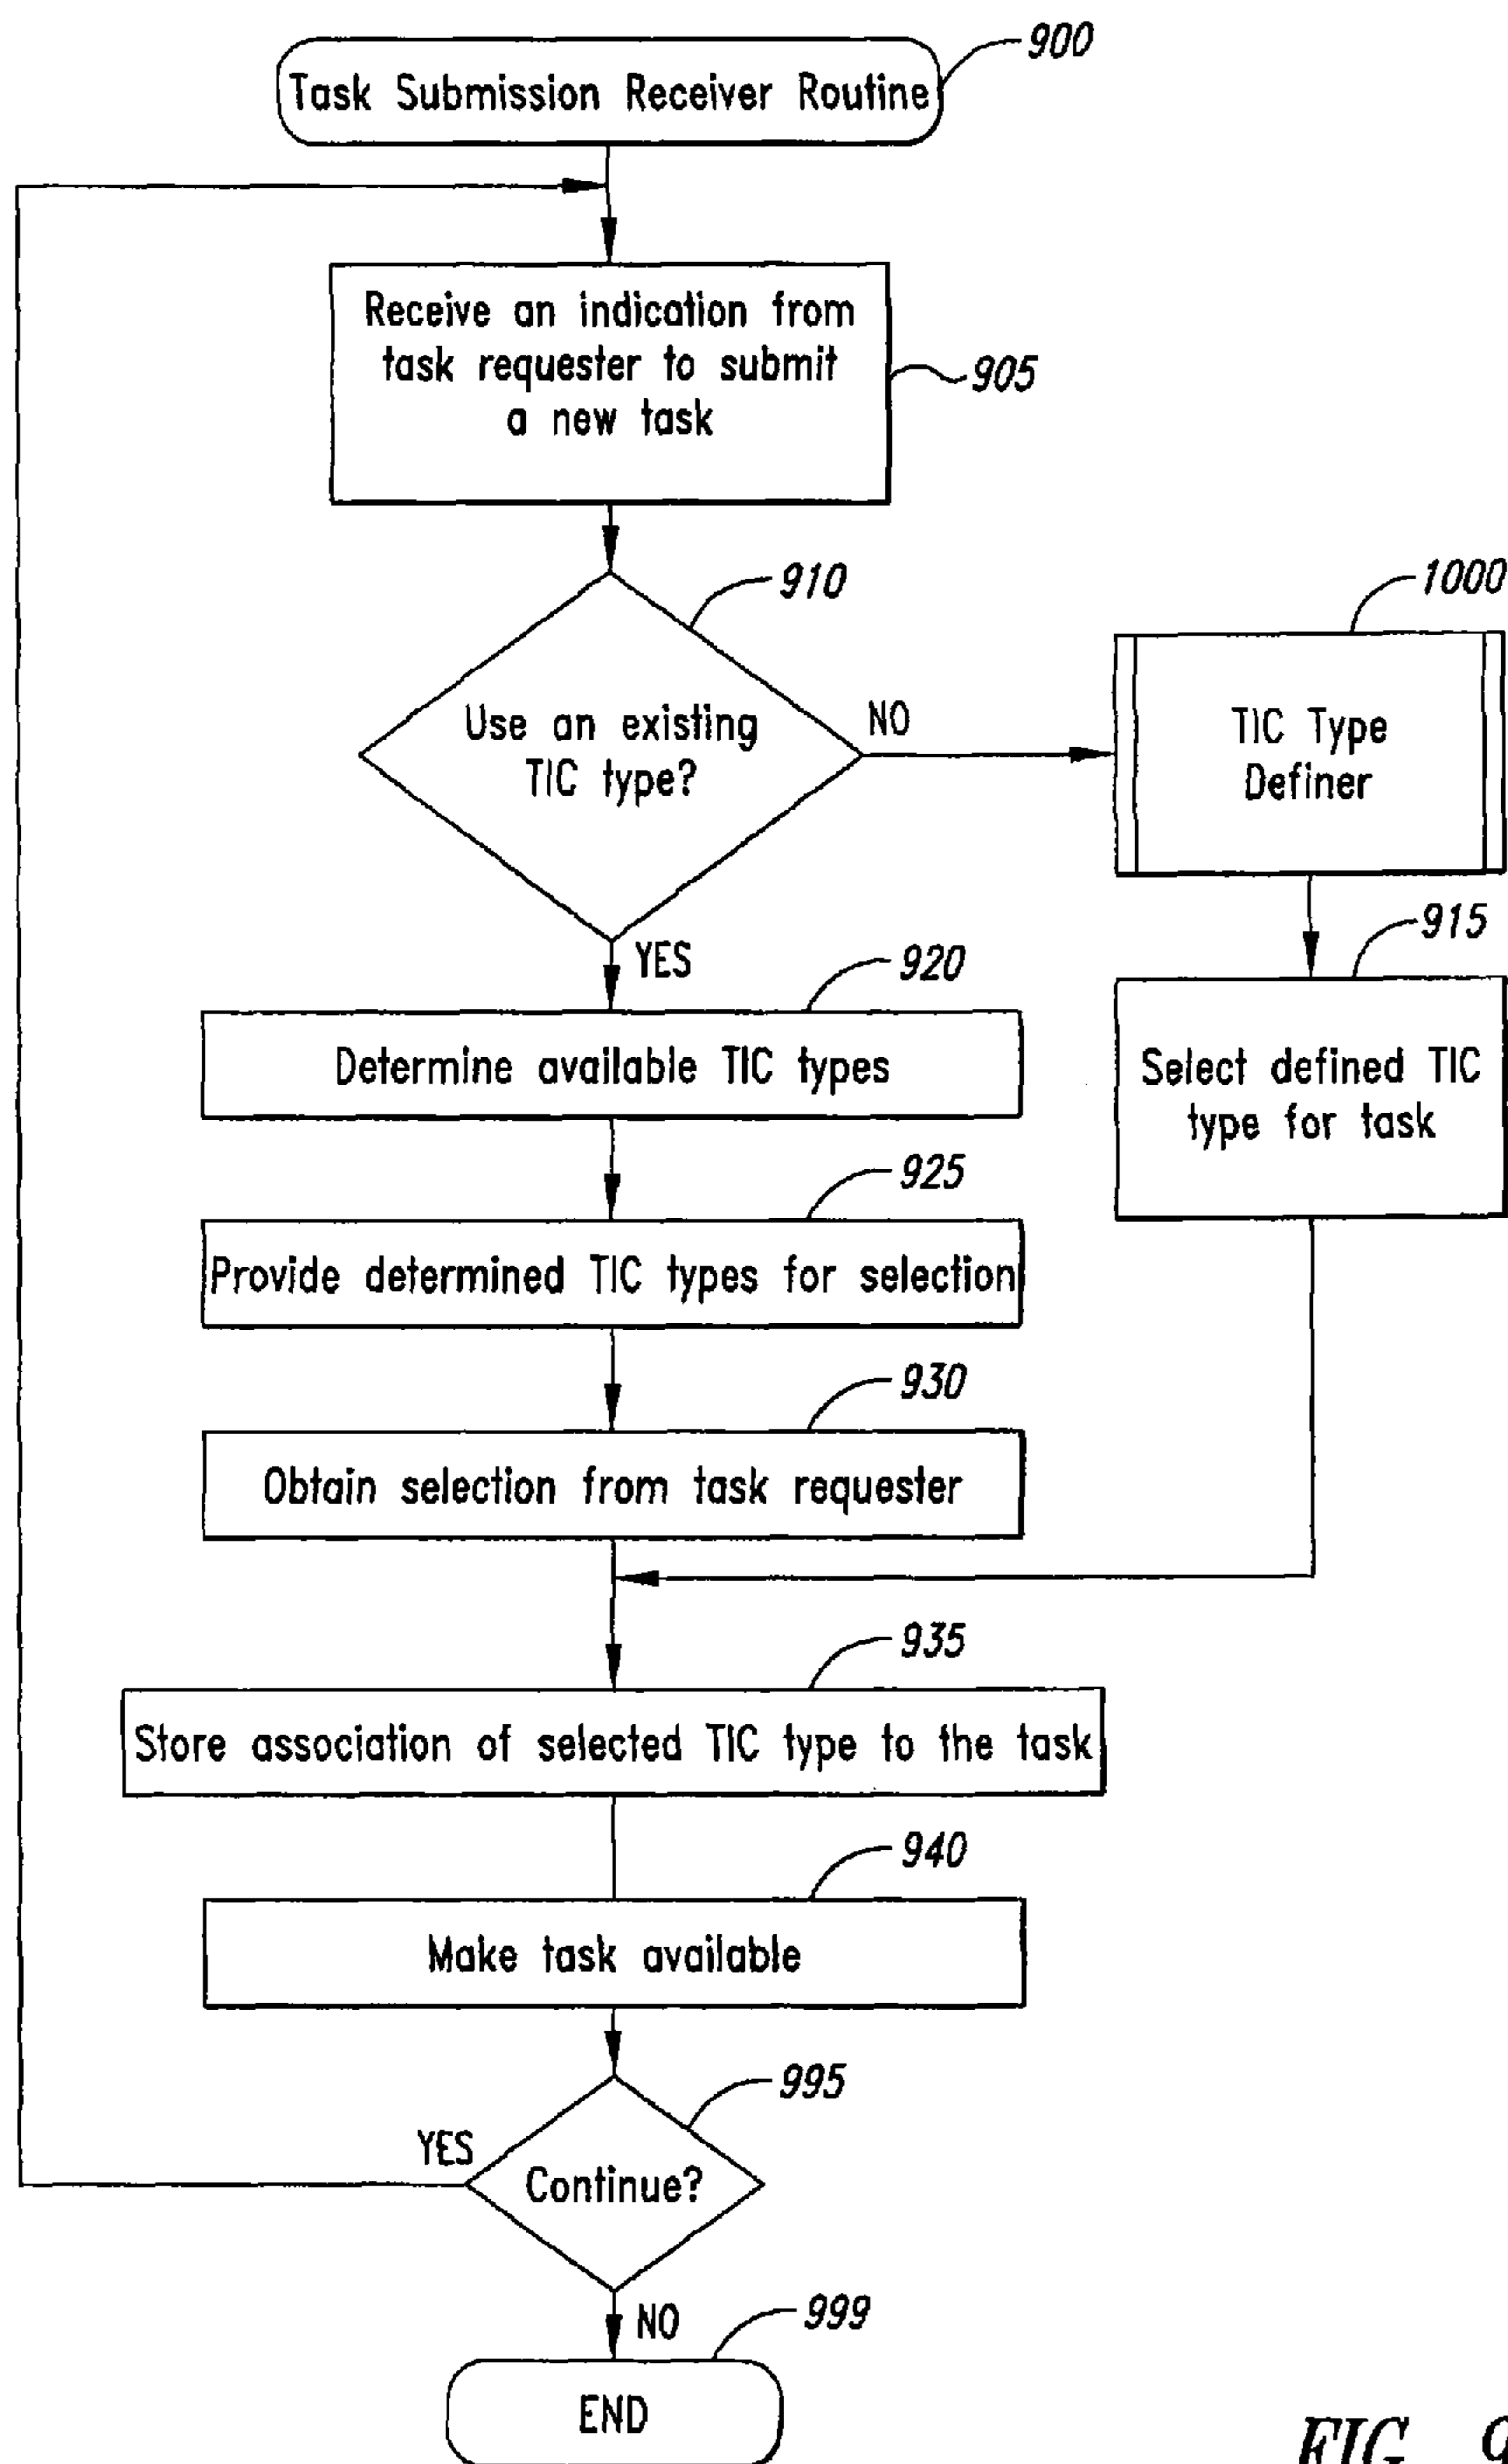 Task Submission Receiver Routine
900
Receive an indication from
task requester to submit
a new task
905
910
Use an existing
TIC type?
NO
1000
TIC Type
Definer
YES
920
915
Determine available TIC types
Select defined TIC
type for task
925
Provide determined TIC types for selection
930
Obtain selection from task requester
935
Store association of selected TIC type to the task
940
Make task available
995
YES
Continue?
NO
999
END
FIG. 9